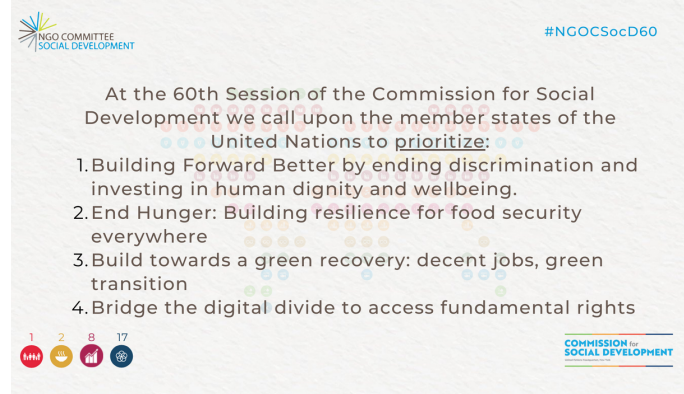 NGO COMMITTEE
SOCIAL DEVELOPMENT
#NGOCSocD60
At the 60th Session of the Commission for Social
Development we call upon the member states of the
United Nations to prioritize:
1. Building Forward Better by ending discrimination and
investing in human dignity and wellbeing.
2. End Hunger: Building resilience for food security
everywhere
3. Build towards a green recovery: decent jobs, green
transition
4. Bridge the digital divide to access fundamental rights
1 2 8 17
COMMISSION for
SOCIAL DEVELOPMENT